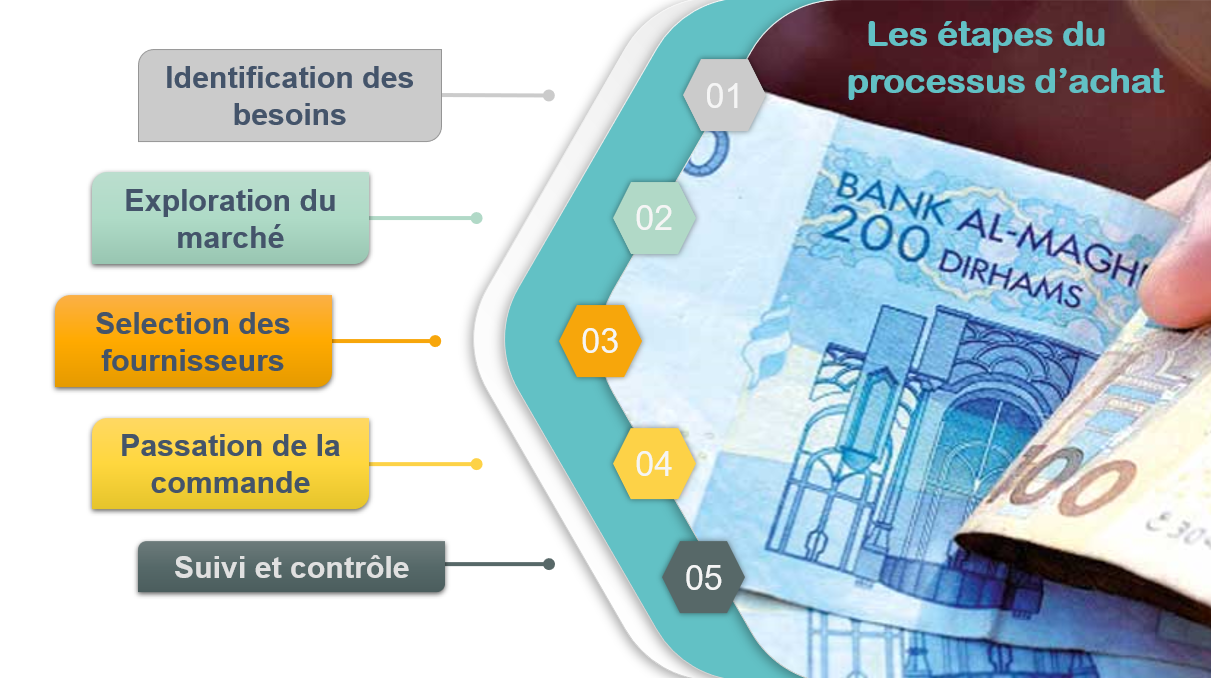 Les étapes du
processus d’achat
01
Identification des
besoins
02
Exploration du
marché
03
Selection des
fournisseurs
04
Passation de la
commande
05
Suivi et contrôle
BANK AL-MAGH
200 DIRHAMS
100